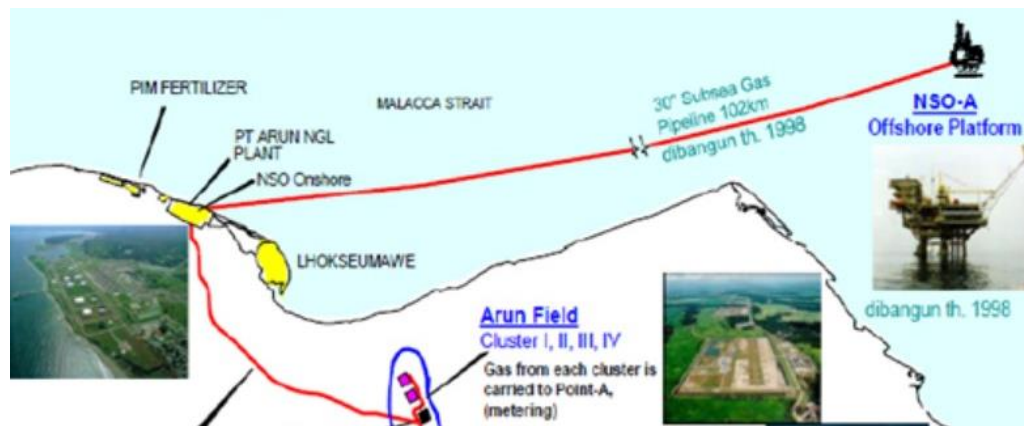 PIM FERTILIZER
MALACCA STRAIT
30" Subsea Gas
Pipeline 102km
dibangun th. 1998
NSO-A
Offshore Platform
PT ARUN NGL
PLANT
NSO Onshore
LHOKSEUMAWE
dibangun th. 1998
Arun Field
Cluster I, II, III, IV
Gas from each cluster is
carried to Point-A,
(metering)